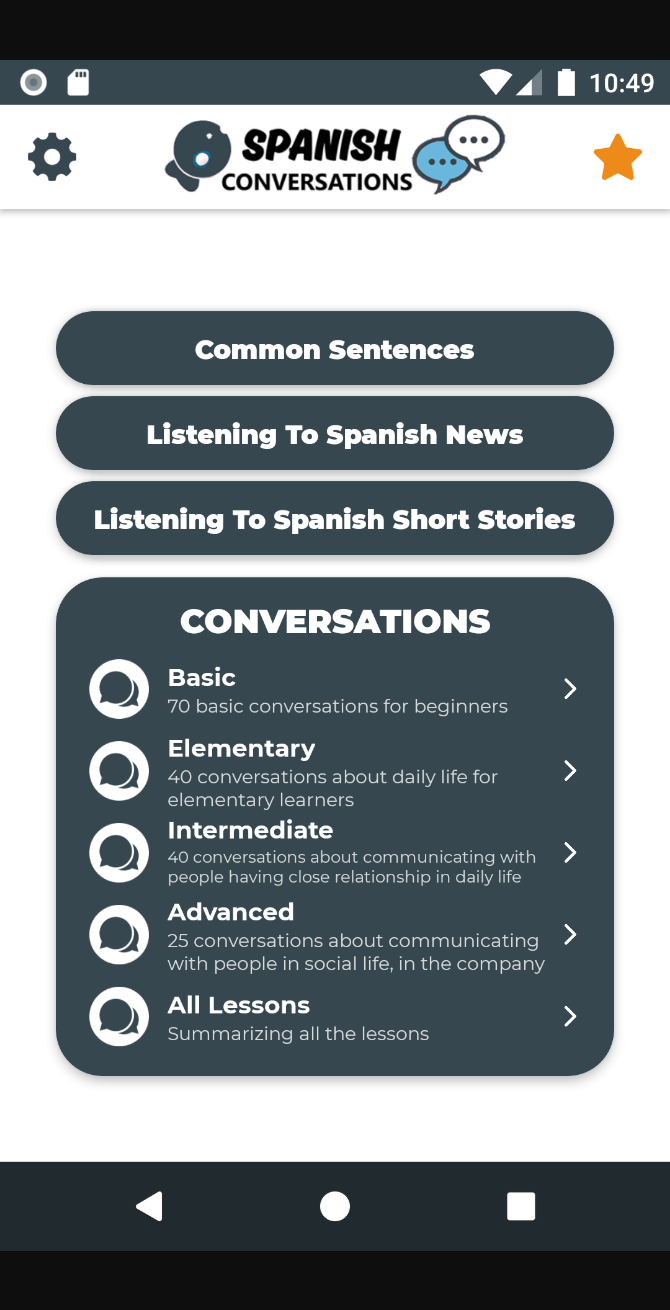 10:49
SPANISH
CONVERSATIONS
Common Sentences
Listening To Spanish News
Listening To Spanish Short Stories
CONVERSATIONS
Basic
70 basic conversations for beginners
Elementary
40 conversations about daily life for
elementary learners
Intermediate
40 conversations about communicating with
people having close relationship in daily life
Advanced
25 conversations about communicating
with people in social life, in the company
All Lessons
Summarizing all the lessons